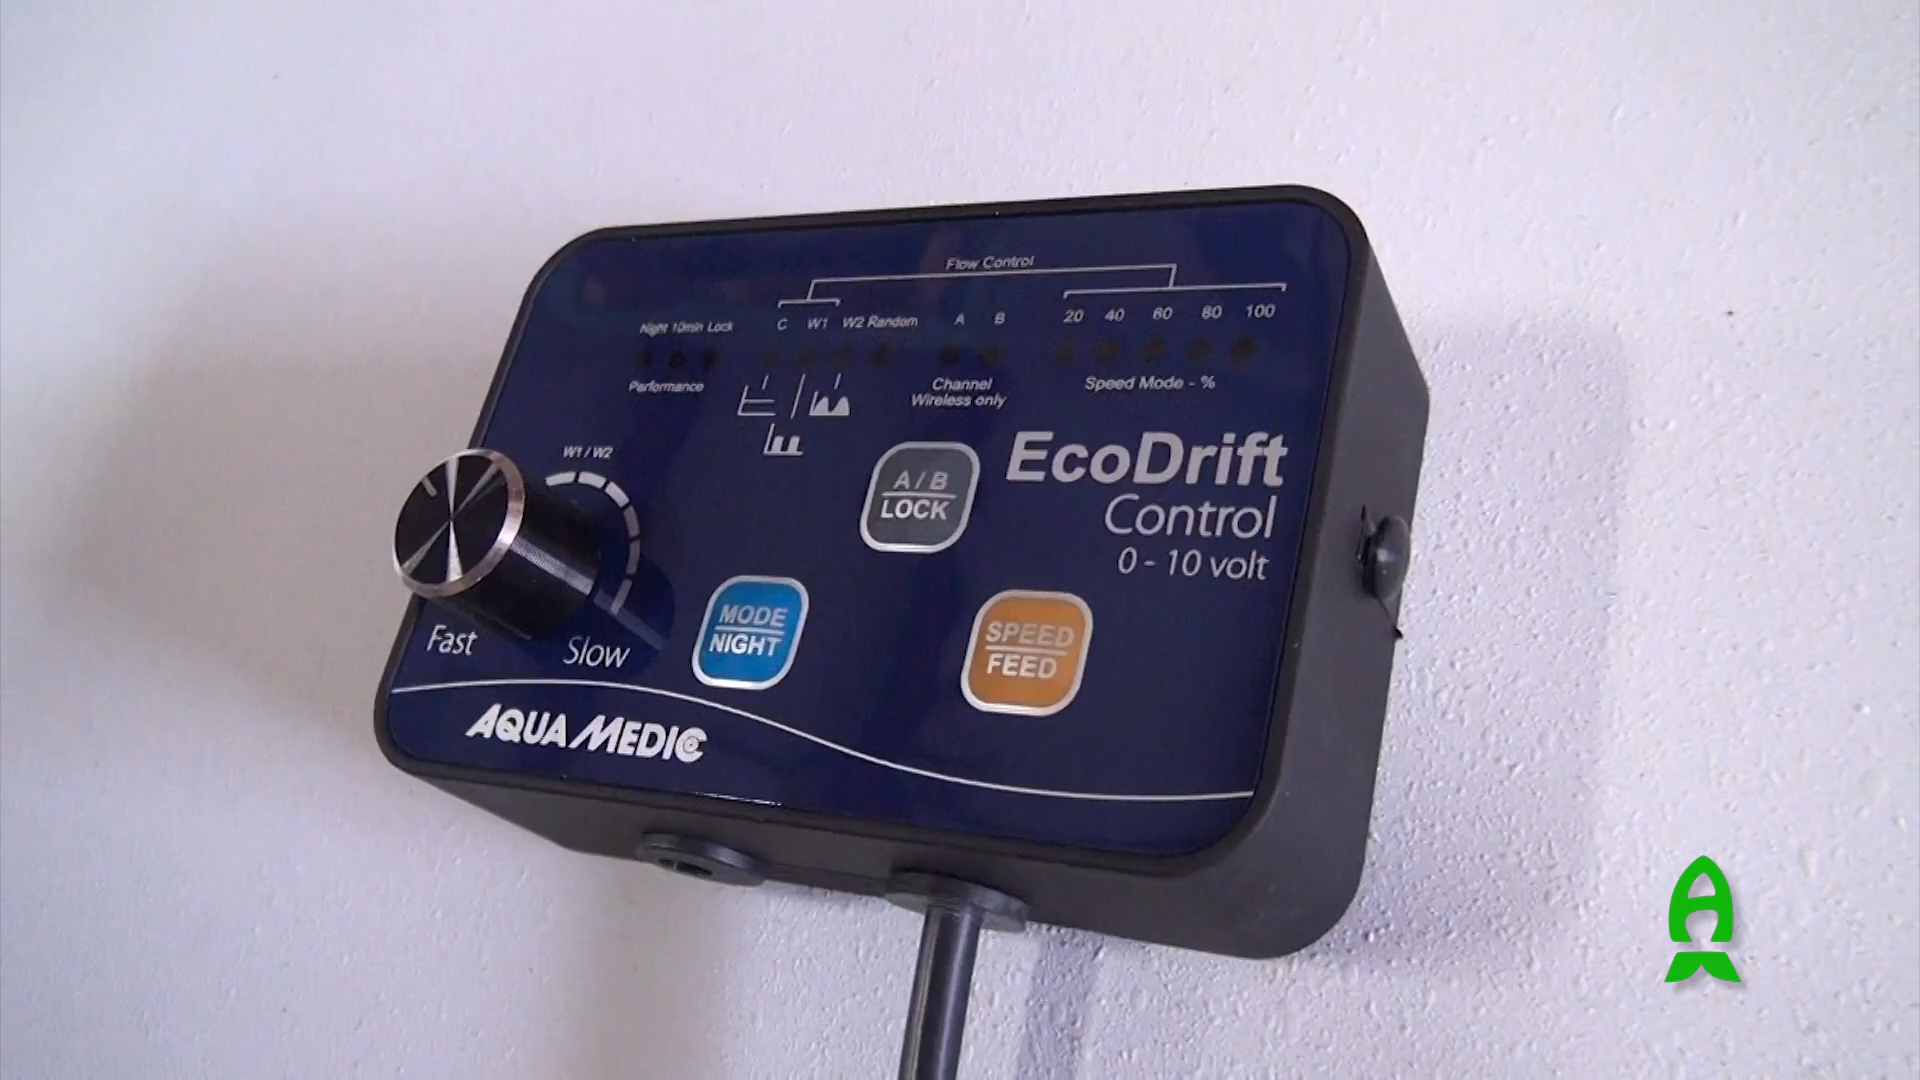 Flow Control
Night 10min Lock
C W1 W2 Random
A B
20 40 60 80 100
Performance
Channel
Wireless only
Speed Mode - %
W1 / W2
A / B
LOCK
EcoDrift
Control
0 - 10 volt
MODE
NIGHT
SPEED
FEED
Fast
Slow
AQUA MEDIC